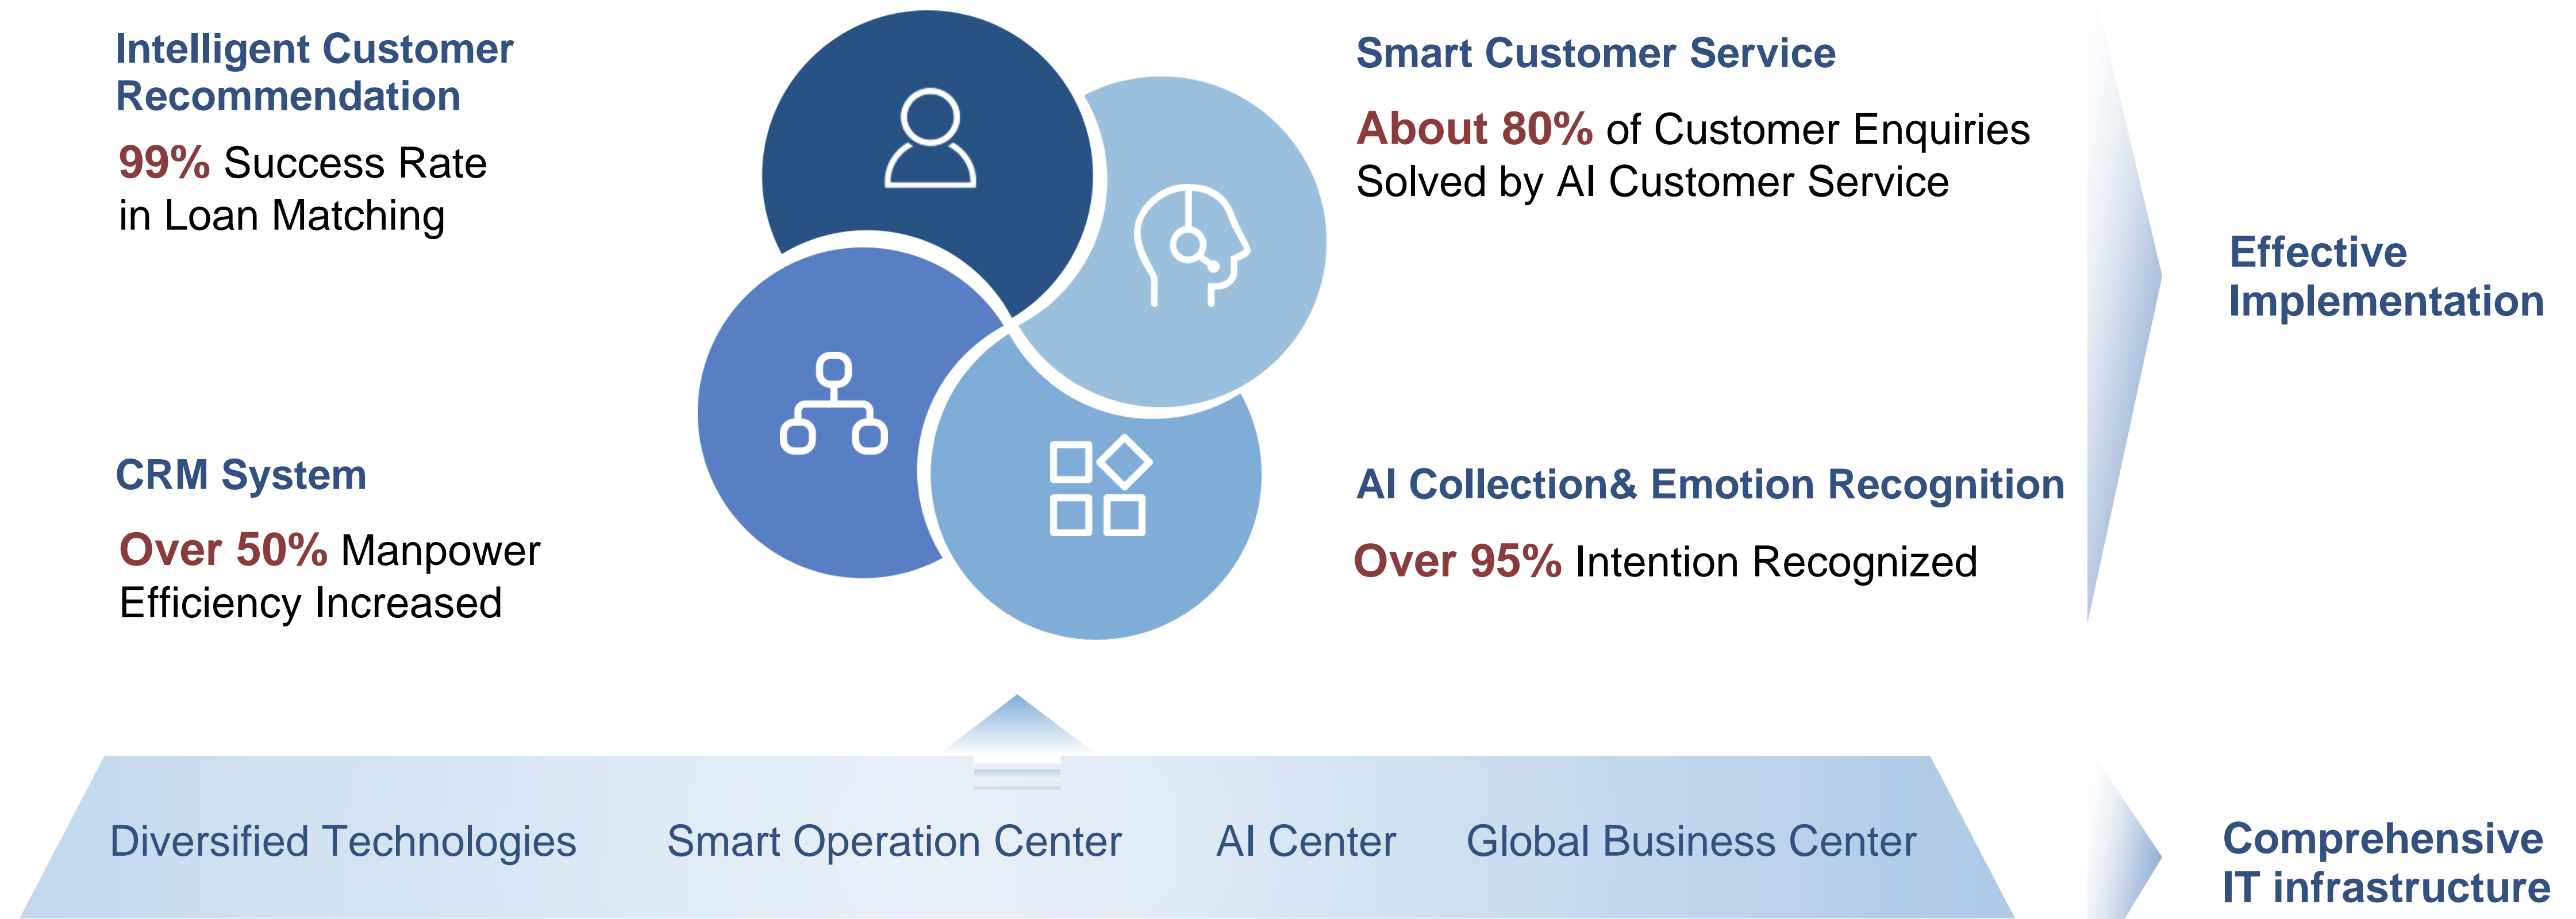 Intelligent Customer
Recommendation
99% Success Rate
in Loan Matching
Smart Customer Service
About 80% of Customer Enquiries
Solved by AI Customer Service
Effective
Implementation
CRM System
Over 50% Manpower
Efficiency Increased
AI Collection& Emotion Recognition
Over 95% Intention Recognized
Diversified Technologies
Smart Operation Center
AI Center
Global Business Center
Comprehensive
IT infrastructure